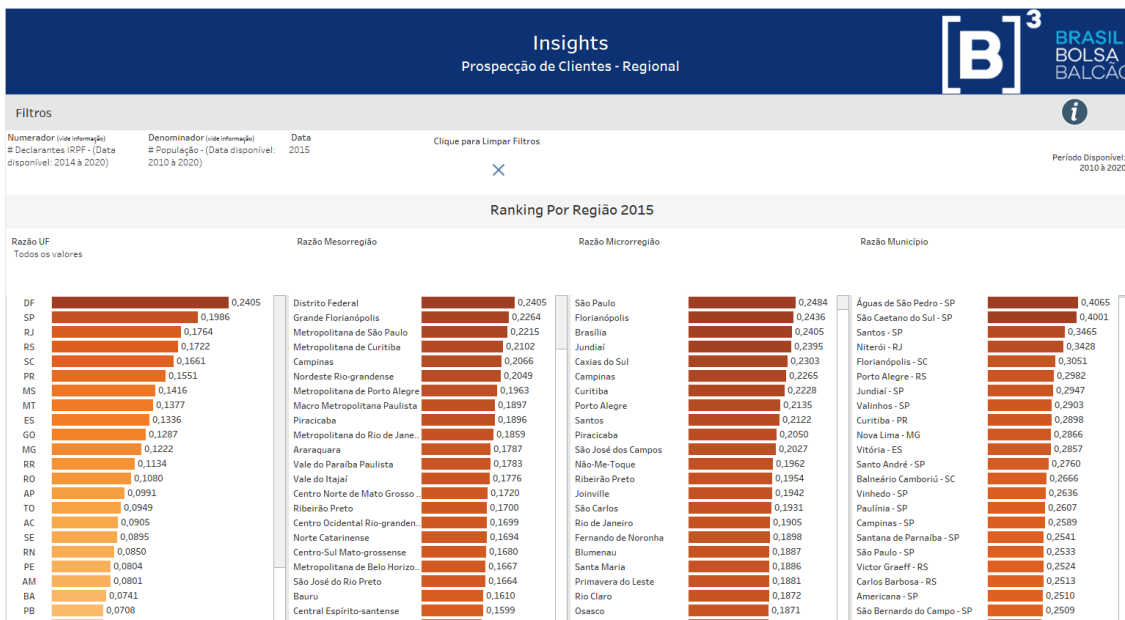 Insights
Prospecção de Clientes - Regional
[B]³
BRASIL
BOLSA
BALCÃO
Filtros
i
Numerador (vide informação)
# Declarantes IRPF - (Data
disponível: 2014 à 2020)
Denominador (vide informação)
# População - (Data disponível:
2010 à 2020)
Data
2015
Clique para Limpar Filtros
Período Disponível:
2010 à 2020
Ranking Por Região 2015
Razão UF
Todos os valores
DF 0,2405
SP 0,1986
RJ 0,1764
RS 0,1722
SC 0,1661
PR 0,1551
MS 0,1416
MT 0,1377
ES 0,1336
GO 0,1287
MG 0,1222
RR 0,1134
RO 0,1080
AP 0,0991
TO 0,0949
AC 0,0905
SE 0,0895
RN 0,0850
PE 0,0804
AM 0,0801
BA 0,0741
PB 0,0708
Razão Mesorregião
Distrito Federal 0,2405
Grande Florianópolis 0,2264
Metropolitana de São Paulo 0,2215
Metropolitana de Curitiba 0,2102
Campinas 0,2066
Nordeste Rio-grandense 0,2049
Metropolitana de Porto Alegre 0,1963
Macro Metropolitana Paulista 0,1897
Piracicaba 0,1896
Metropolitana do Rio de Jane.. 0,1859
Araraquara 0,1787
Vale do Paraíba Paulista 0,1783
Vale do Itajaí 0,1776
Centro Norte de Mato Grosso .. 0,1720
Ribeirão Preto 0,1700
Centro Ocidental Rio-granden.. 0,1699
Norte Catarinense 0,1694
Centro-Sul Mato-grossense 0,1680
Metropolitana de Belo Horizo.. 0,1667
São José do Rio Preto 0,1664
Bauru 0,1610
Central Espírito-santense 0,1599
Razão Microrregião
São Paulo 0,2484
Florianópolis 0,2436
Brasília 0,2405
Jundiaí 0,2395
Caxias do Sul 0,2303
Campinas 0,2265
Curitiba 0,2228
Porto Alegre 0,2135
Santos 0,2122
Piracicaba 0,2050
São José dos Campos 0,2027
Não-Me-Toque 0,1962
Ribeirão Preto 0,1954
Joinville 0,1942
São Carlos 0,1931
Rio de Janeiro 0,1905
Fernando de Noronha 0,1898
Blumenau 0,1887
Santa Maria 0,1886
Primavera do Leste 0,1881
Rio Claro 0,1872
Osasco 0,1871
Razão Município
Águas de São Pedro - SP 0,4065
São Caetano do Sul - SP 0,4001
Santos - SP 0,3465
Niterói - RJ 0,3428
Florianópolis - SC 0,3051
Porto Alegre - RS 0,2982
Jundiaí - SP 0,2947
Valinhos - SP 0,2903
Curitiba - PR 0,2898
Nova Lima - MG 0,2866
Vitória - ES 0,2857
Santo André - SP 0,2760
Balneário Camboriú - SC 0,2666
Vinhedo - SP 0,2636
Paulínia - SP 0,2607
Campinas - SP 0,2589
Santana de Parnaíba - SP 0,2541
São Paulo - SP 0,2533
Victor Graeff - RS 0,2524
Carlos Barbosa - RS 0,2513
Americana - SP 0,2510
São Bernardo do Campo - SP 0,2509